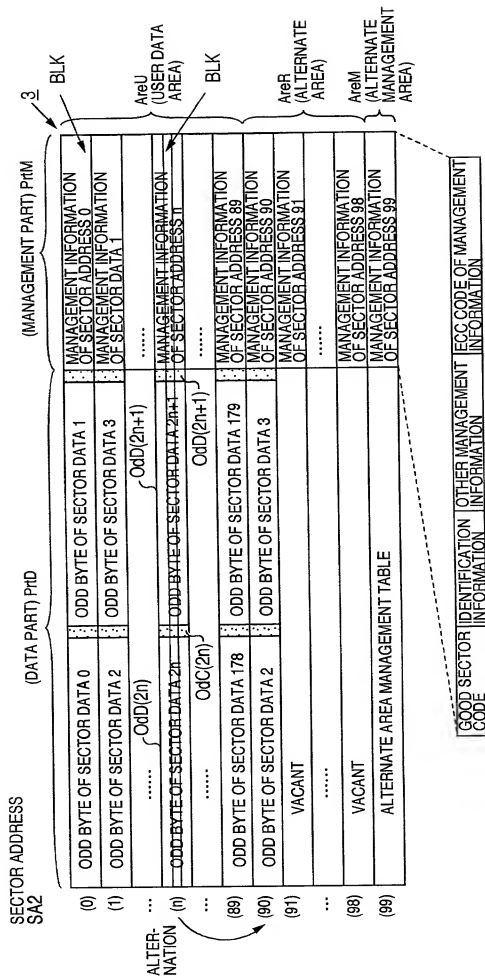 SECTOR ADDRESS
SA2
(DATA PART) PrtD
(MANAGEMENT PART) PrtM
3
BLK
(0) ODD BYTE OF SECTOR DATA 0 ODD BYTE OF SECTOR DATA 1 MANAGEMENT INFORMATION OF SECTOR ADDRESS 0
(1) ODD BYTE OF SECTOR DATA 2 ODD BYTE OF SECTOR DATA 3 MANAGEMENT INFORMATION OF SECTOR DATA 1
... ...... OdD(2n) OdD(2n+1) ......
AreU
(USER DATA
AREA)
ALTER-
NATION
(n) ODD BYTE OF SECTOR DATA 2n ODD BYTE OF SECTOR DATA 2n+1 MANAGEMENT INFORMATION OF SECTOR ADDRESS n
BLK
... ...... OdC(2n) OdD(2n+1) ......
(89) ODD BYTE OF SECTOR DATA 178 ODD BYTE OF SECTOR DATA 179 MANAGEMENT INFORMATION OF SECTOR ADDRESS 89
(90) ODD BYTE OF SECTOR DATA 2 ODD BYTE OF SECTOR DATA 3 MANAGEMENT INFORMATION OF SECTOR ADDRESS 90
(91) VACANT MANAGEMENT INFORMATION OF SECTOR ADDRESS 91
AreR
(ALTERNATE
AREA)
... ...... ......
(98) VACANT MANAGEMENT INFORMATION OF SECTOR ADDRESS 98
(99) ALTERNATE AREA MANAGEMENT TABLE MANAGEMENT INFORMATION OF SECTOR ADDRESS 99
AreM
(ALTERNATE
MANAGEMENT
AREA)
GOOD SECTOR CODE IDENTIFICATION INFORMATION OTHER MANAGEMENT INFORMATION ECC CODE OF MANAGEMENT INFORMATION